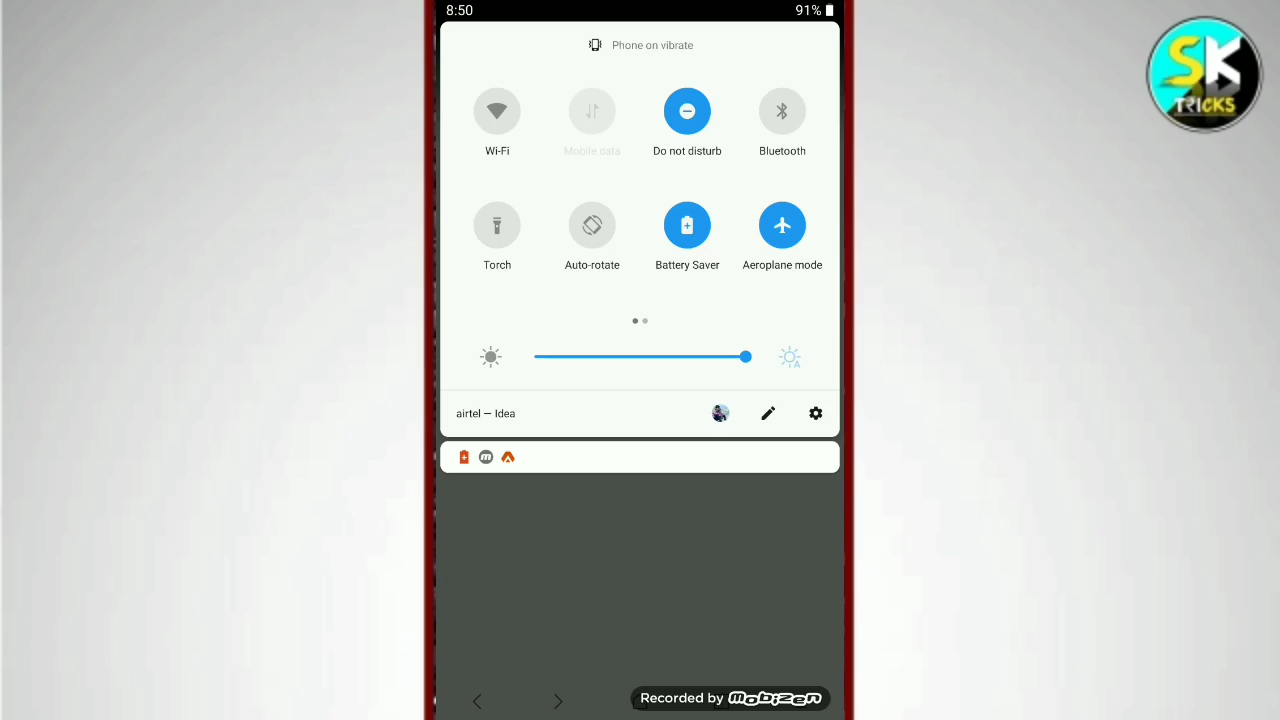 8:50 91%
Phone on vibrate
Wi-Fi Mobile data Do not disturb Bluetooth
Torch Auto-rotate Battery Saver Aeroplane mode
A
airtel — Idea
m
Recorded by mobizen
SK
TRICKS